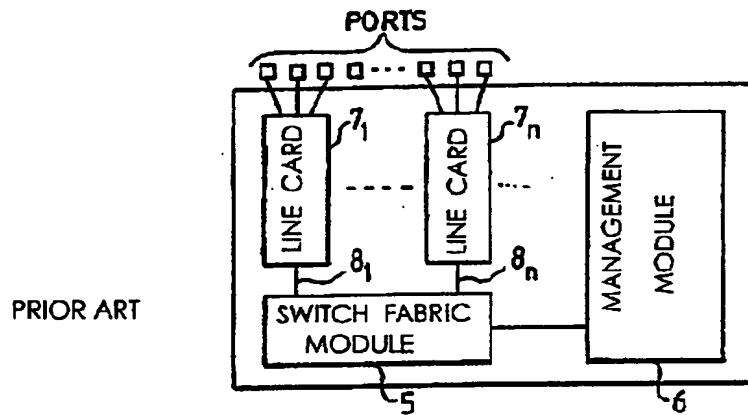 PORTS
LINE CARD
7₁
LINE CARD
7ₙ
MANAGEMENT
MODULE
8₁
8ₙ
PRIOR ART
SWITCH FABRIC
MODULE
5
6